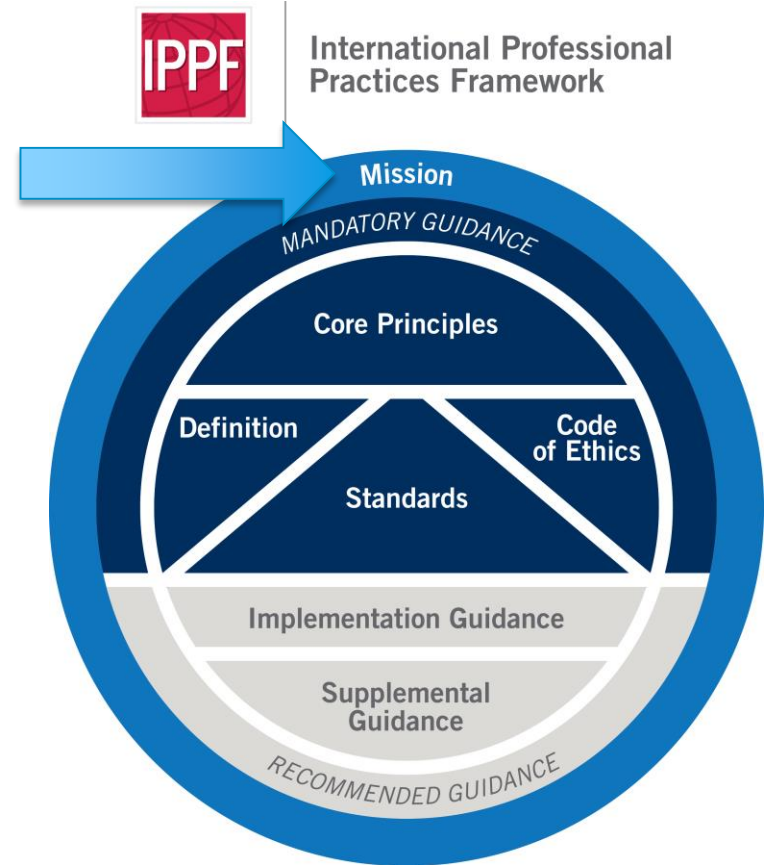 IPPF
International Professional
Practices Framework
Mission
MANDATORY GUIDANCE
Core Principles
Definition
Code
of Ethics
Standards
Implementation Guidance
Supplemental
Guidance
RECOMMENDED GUIDANCE